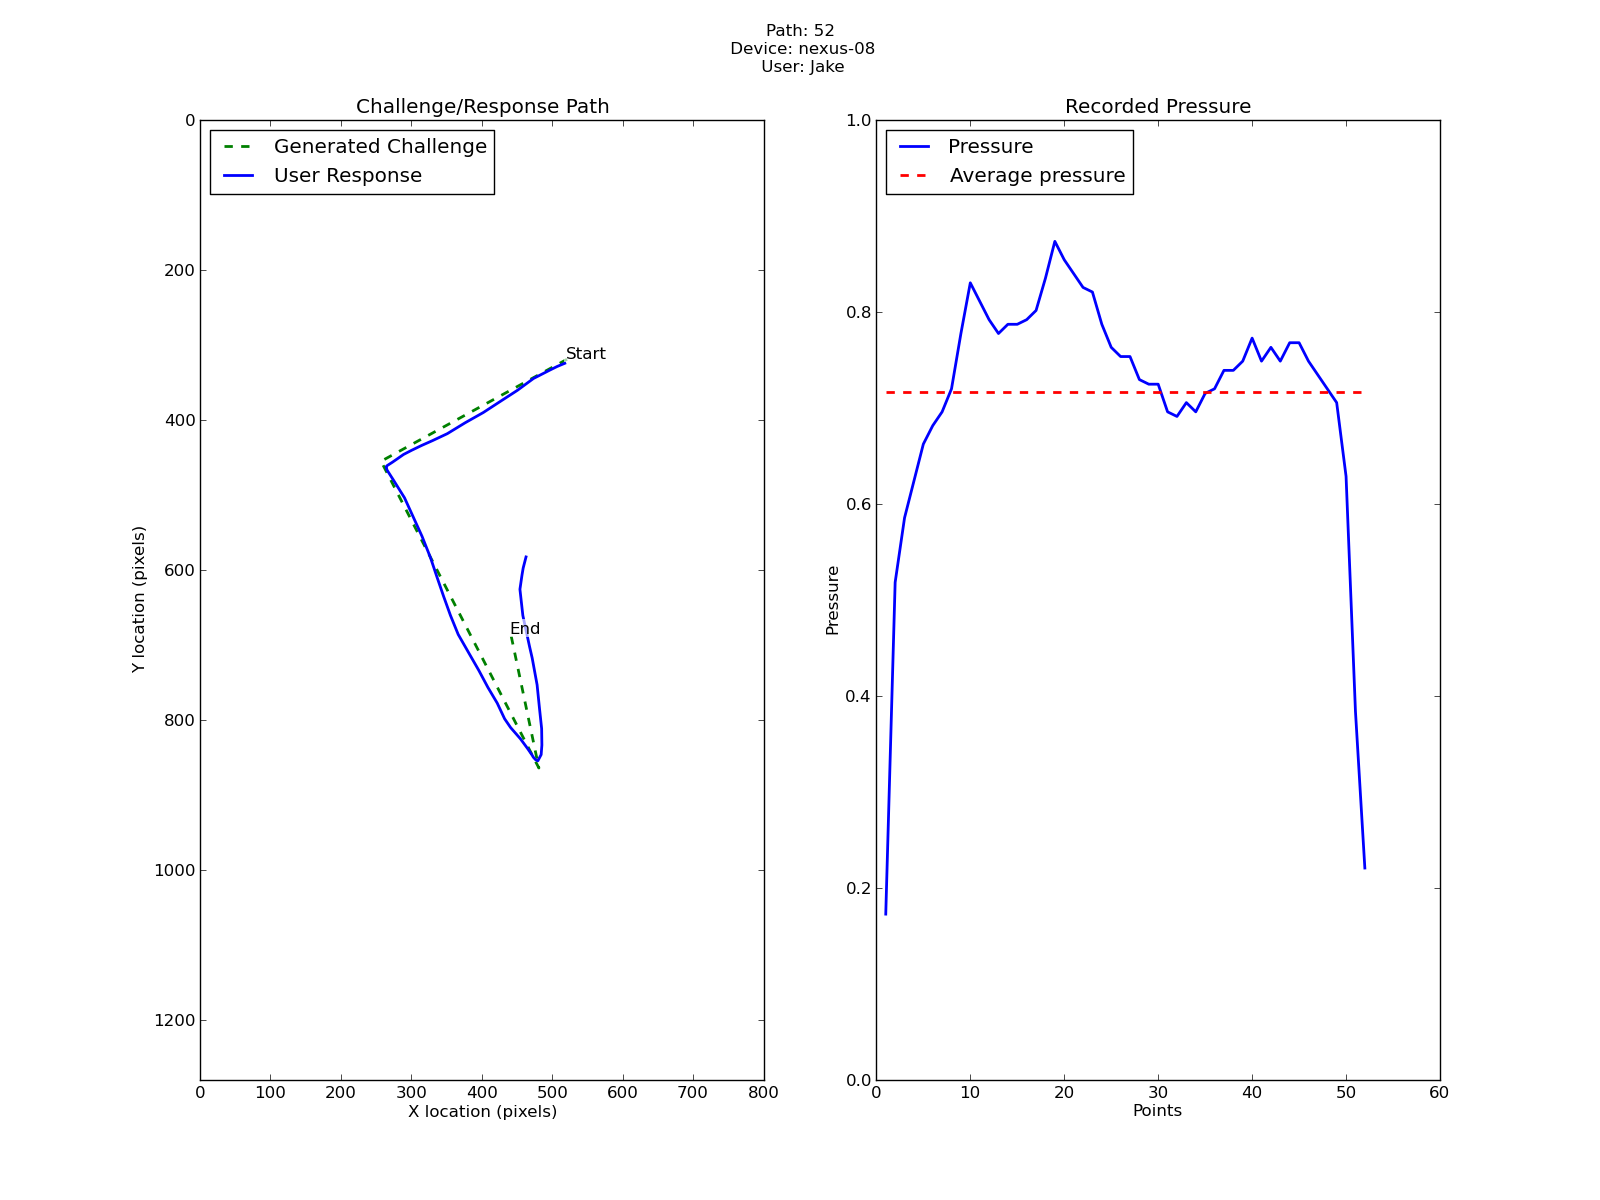 Path: 52
Device: nexus-08
User: Jake
Challenge/Response Path
Generated Challenge
User Response
Start
End
0
200
400
600
800
1000
1200
Y location (pixels)
0 100 200 300 400 500 600 700 800
X location (pixels)
Recorded Pressure
Pressure
Average pressure
1.0
0.8
0.6
0.4
0.2
0.0
Pressure
0 10 20 30 40 50 60
Points